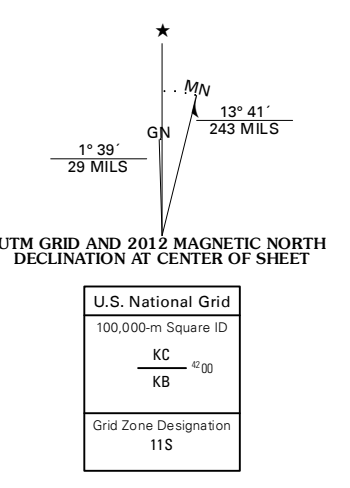 MN
13° 41´
243 MILS
GN
1° 39´
29 MILS
UTM GRID AND 2012 MAGNETIC NORTH
DECLINATION AT CENTER OF SHEET
U.S. National Grid
100,000-m Square ID
KC
4200
KB
Grid Zone Designation
11S